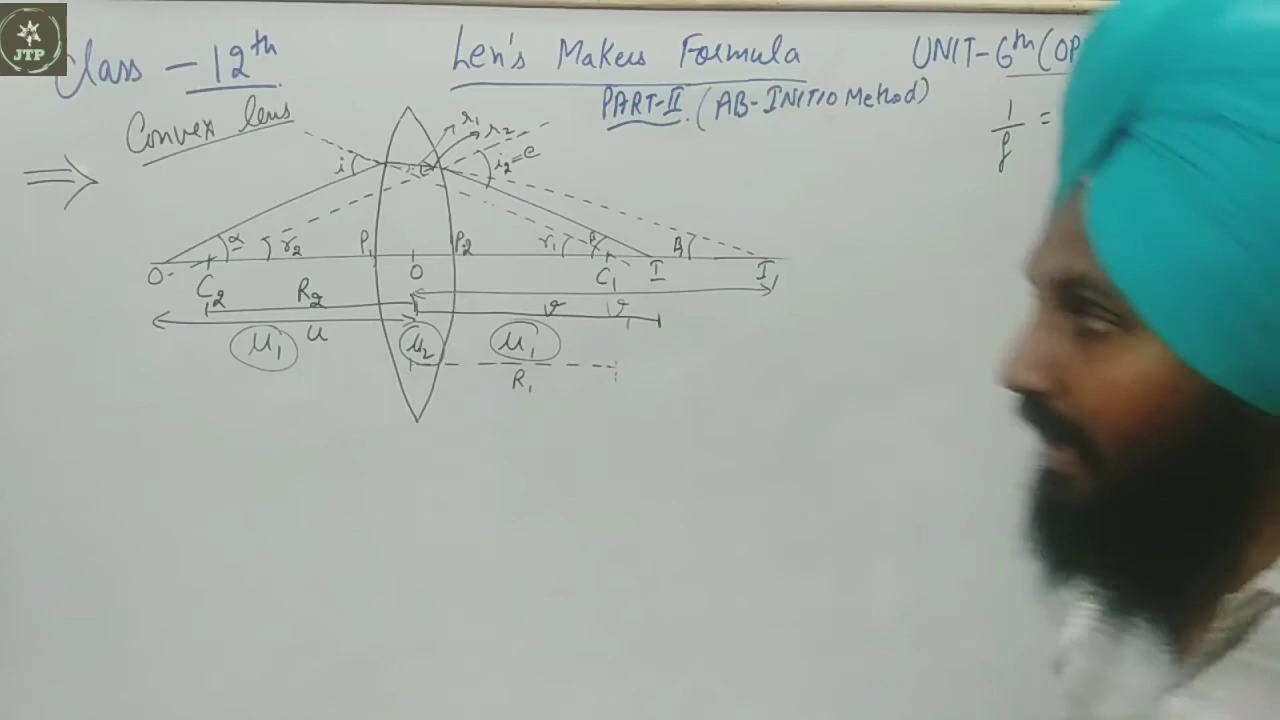 JTP
Class - 12th
Len's Makers Formula
UNIT-6th (OP
PART-II (AB-INITIO Method)
1/f =
Convex lens
⇒
r1
r2
i
i2=e
α
r2
P1
P2
r1
β
β
O
C2
O
C1
I
I1
R2
v
v1
u
μ1
μ2
μ1
R1